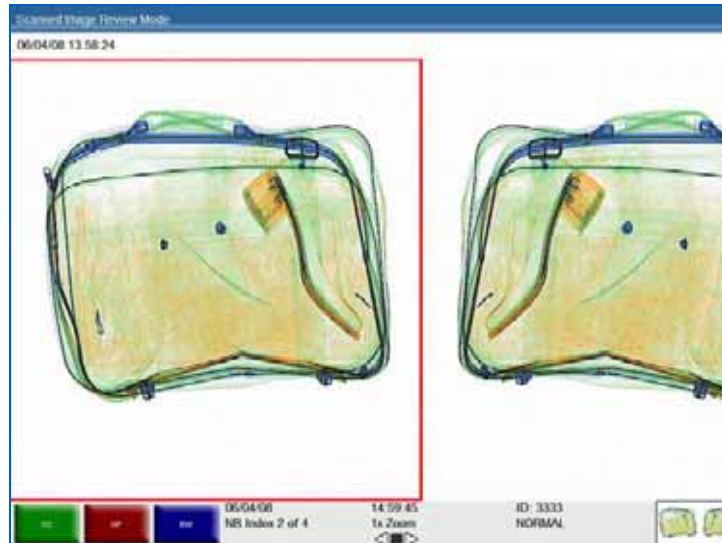 Scanned Image Review Mode
06/04/08 13.58:24
06/04/08 14:59:45 ID: 3333
NB Index 2 of 4 1x Zoom NORMAL